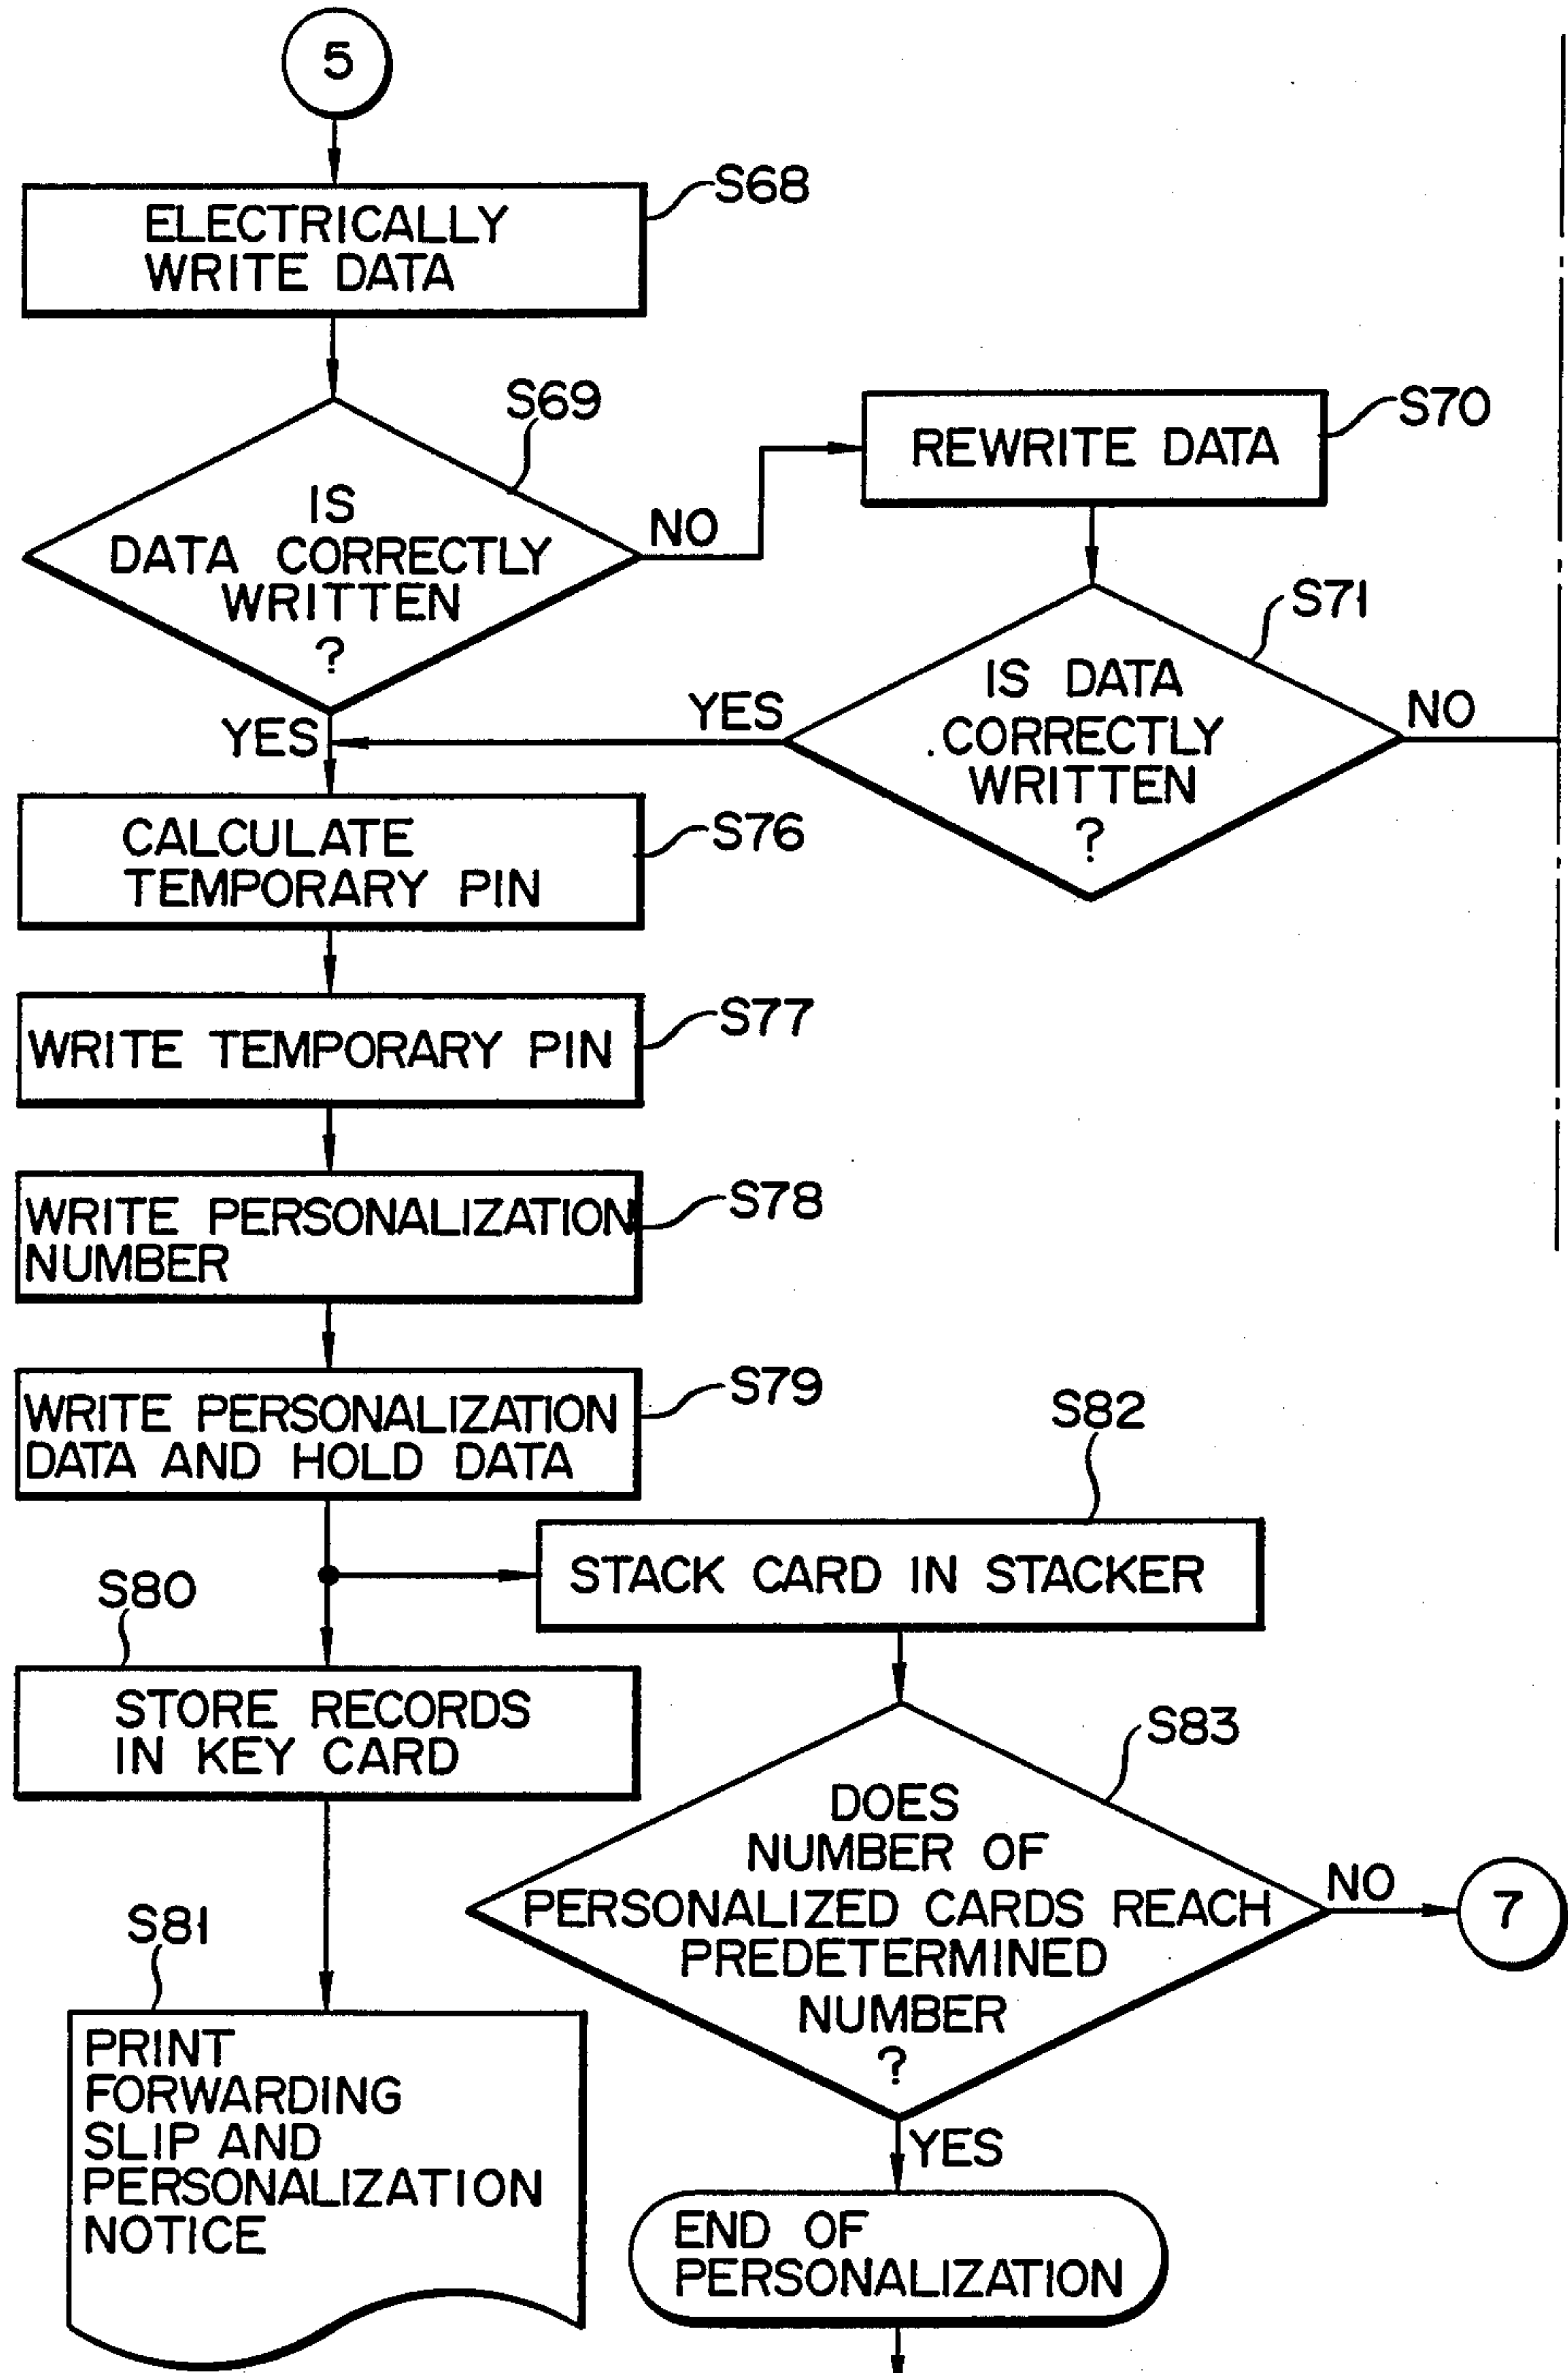 5
S68
ELECTRICALLY
WRITE DATA
S69
IS
DATA CORRECTLY
WRITTEN
?
NO
S70
REWRITE DATA
S71
IS DATA
CORRECTLY
WRITTEN
?
YES
NO
YES
S76
CALCULATE
TEMPORARY PIN
S77
WRITE TEMPORARY PIN
S78
WRITE PERSONALIZATION
NUMBER
S79
WRITE PERSONALIZATION
DATA AND HOLD DATA
S82
STACK CARD IN STACKER
S80
STORE RECORDS
IN KEY CARD
S83
DOES
NUMBER OF
PERSONALIZED CARDS REACH
PREDETERMINED
NUMBER
?
NO
7
S81
PRINT
FORWARDING
SLIP AND
PERSONALIZATION
NOTICE
YES
END OF
PERSONALIZATION